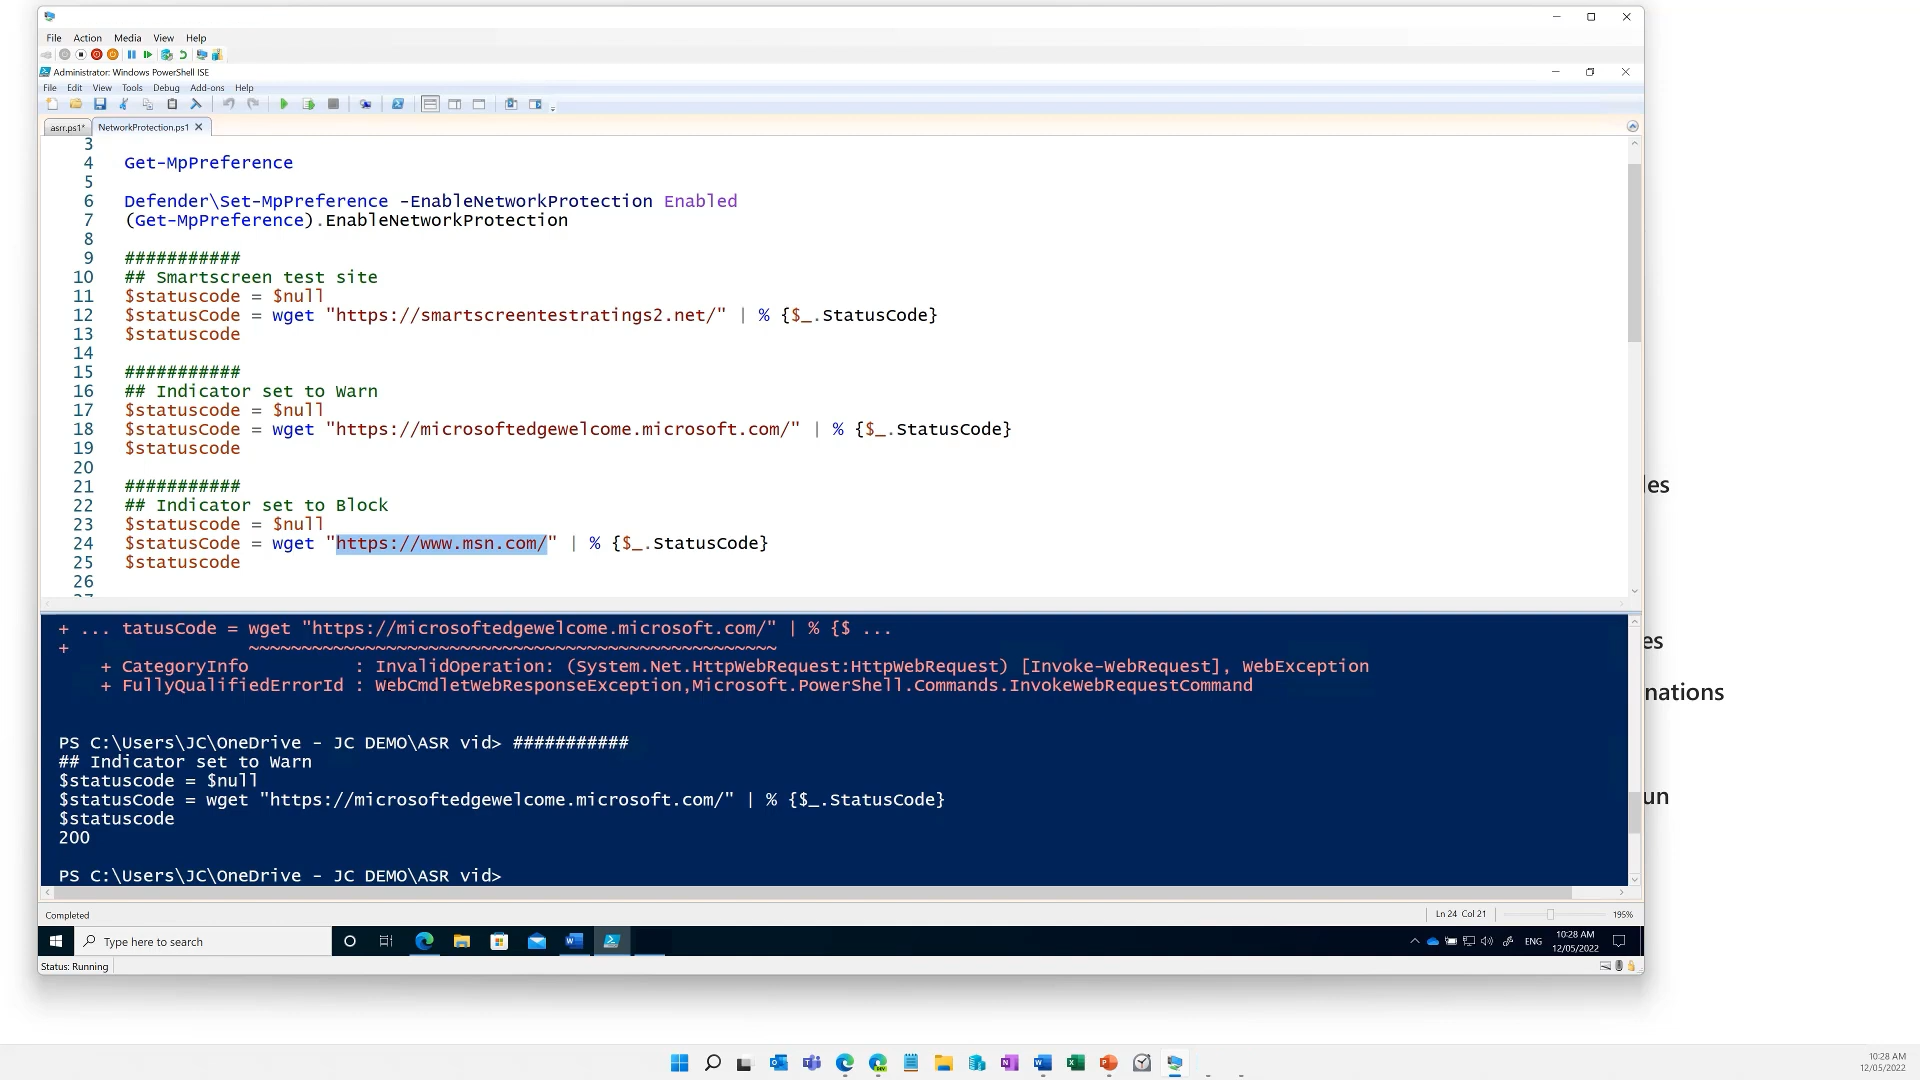 File Action Media View Help
Administrator: Windows PowerShell ISE
File Edit View Tools Debug Add-ons Help
asrr.ps1* NetworkProtection.ps1
3
4 Get-MpPreference
5
6 Defender\Set-MpPreference -EnableNetworkProtection Enabled
7 (Get-MpPreference).EnableNetworkProtection
8
9 ###########
10 ## Smartscreen test site
11 $statuscode = $null
12 $statusCode = wget "https://smartscreentestratings2.net/" | % {$_.StatusCode}
13 $statuscode
14
15 ###########
16 ## Indicator set to Warn
17 $statuscode = $null
18 $statusCode = wget "https://microsoftedgewelcome.microsoft.com/" | % {$_.StatusCode}
19 $statuscode
20
21 ###########
22 ## Indicator set to Block
23 $statuscode = $null
24 $statusCode = wget "https://www.msn.com/" | % {$_.StatusCode}
25 $statuscode
26
+ ... tatusCode = wget "https://microsoftedgewelcome.microsoft.com/" | % {$ ...
+ ~~~~~~~~~~~~~~~~~~~~~~~~~~~~~~~~~~~~~~~~~~~~~~~~~~
+ CategoryInfo : InvalidOperation: (System.Net.HttpWebRequest:HttpWebRequest) [Invoke-WebRequest], WebException
+ FullyQualifiedErrorId : WebCmdletWebResponseException,Microsoft.PowerShell.Commands.InvokeWebRequestCommand
PS C:\Users\JC\OneDrive - JC DEMO\ASR vid> ###########
## Indicator set to Warn
$statuscode = $null
$statusCode = wget "https://microsoftedgewelcome.microsoft.com/" | % {$_.StatusCode}
$statuscode
200
PS C:\Users\JC\OneDrive - JC DEMO\ASR vid>
Completed Ln 24 Col 21 195%
Type here to search ENG 10:28 AM
12/05/2022
Status: Running
les
es
nations
un
10:28 AM
12/05/2022